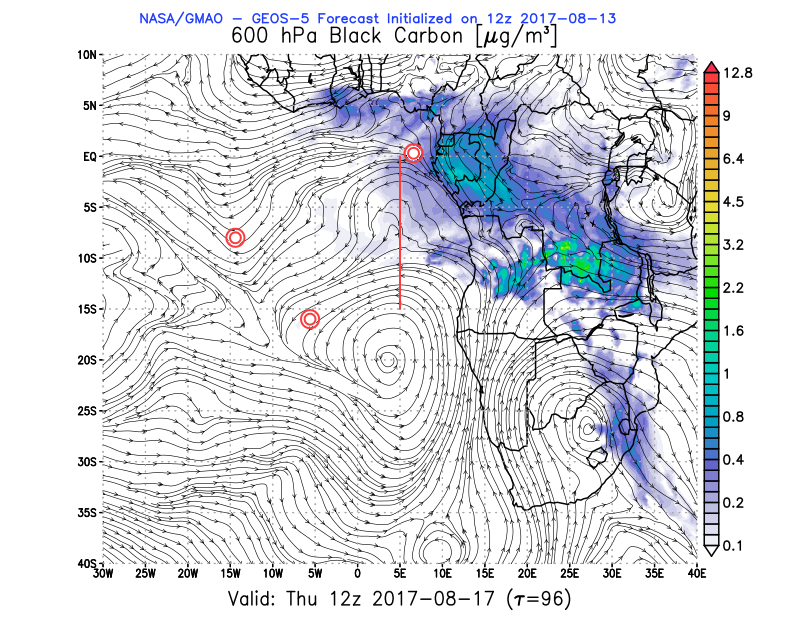 NASA/GMAO - GEOS-5 Forecast Initialized on 12z 2017-08-13
600 hPa Black Carbon [μg/m³]
10N
5N
EQ
5S
10S
15S
20S
25S
30S
35S
40S
30W 25W 20W 15W 10W 5W 0 5E 10E 15E 20E 25E 30E 35E 40E
12.8
9
6.4
4.5
3.2
2.2
1.6
1
0.8
0.4
0.2
0.1
Valid: Thu 12z 2017-08-17 (τ=96)